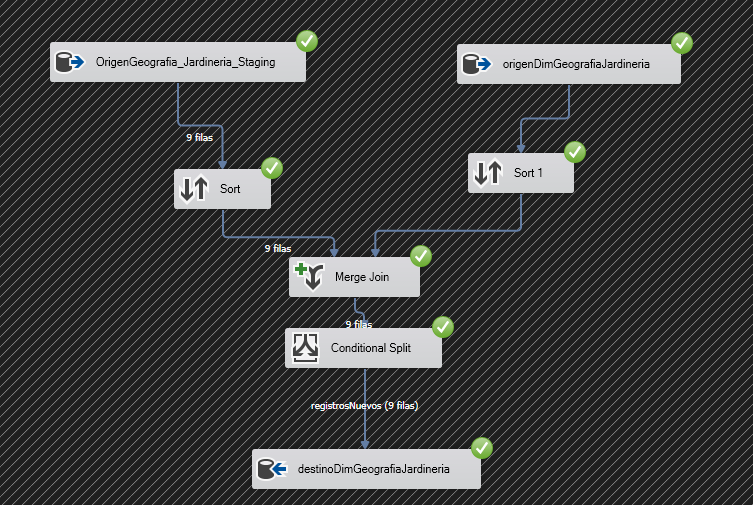 OrigenGeografia_Jardineria_Staging
origenDimGeografiaJardineria
9 filas
Sort
Sort 1
9 filas
Merge Join
9 filas
Conditional Split
registrosNuevos (9 filas)
destinoDimGeografiaJardineria